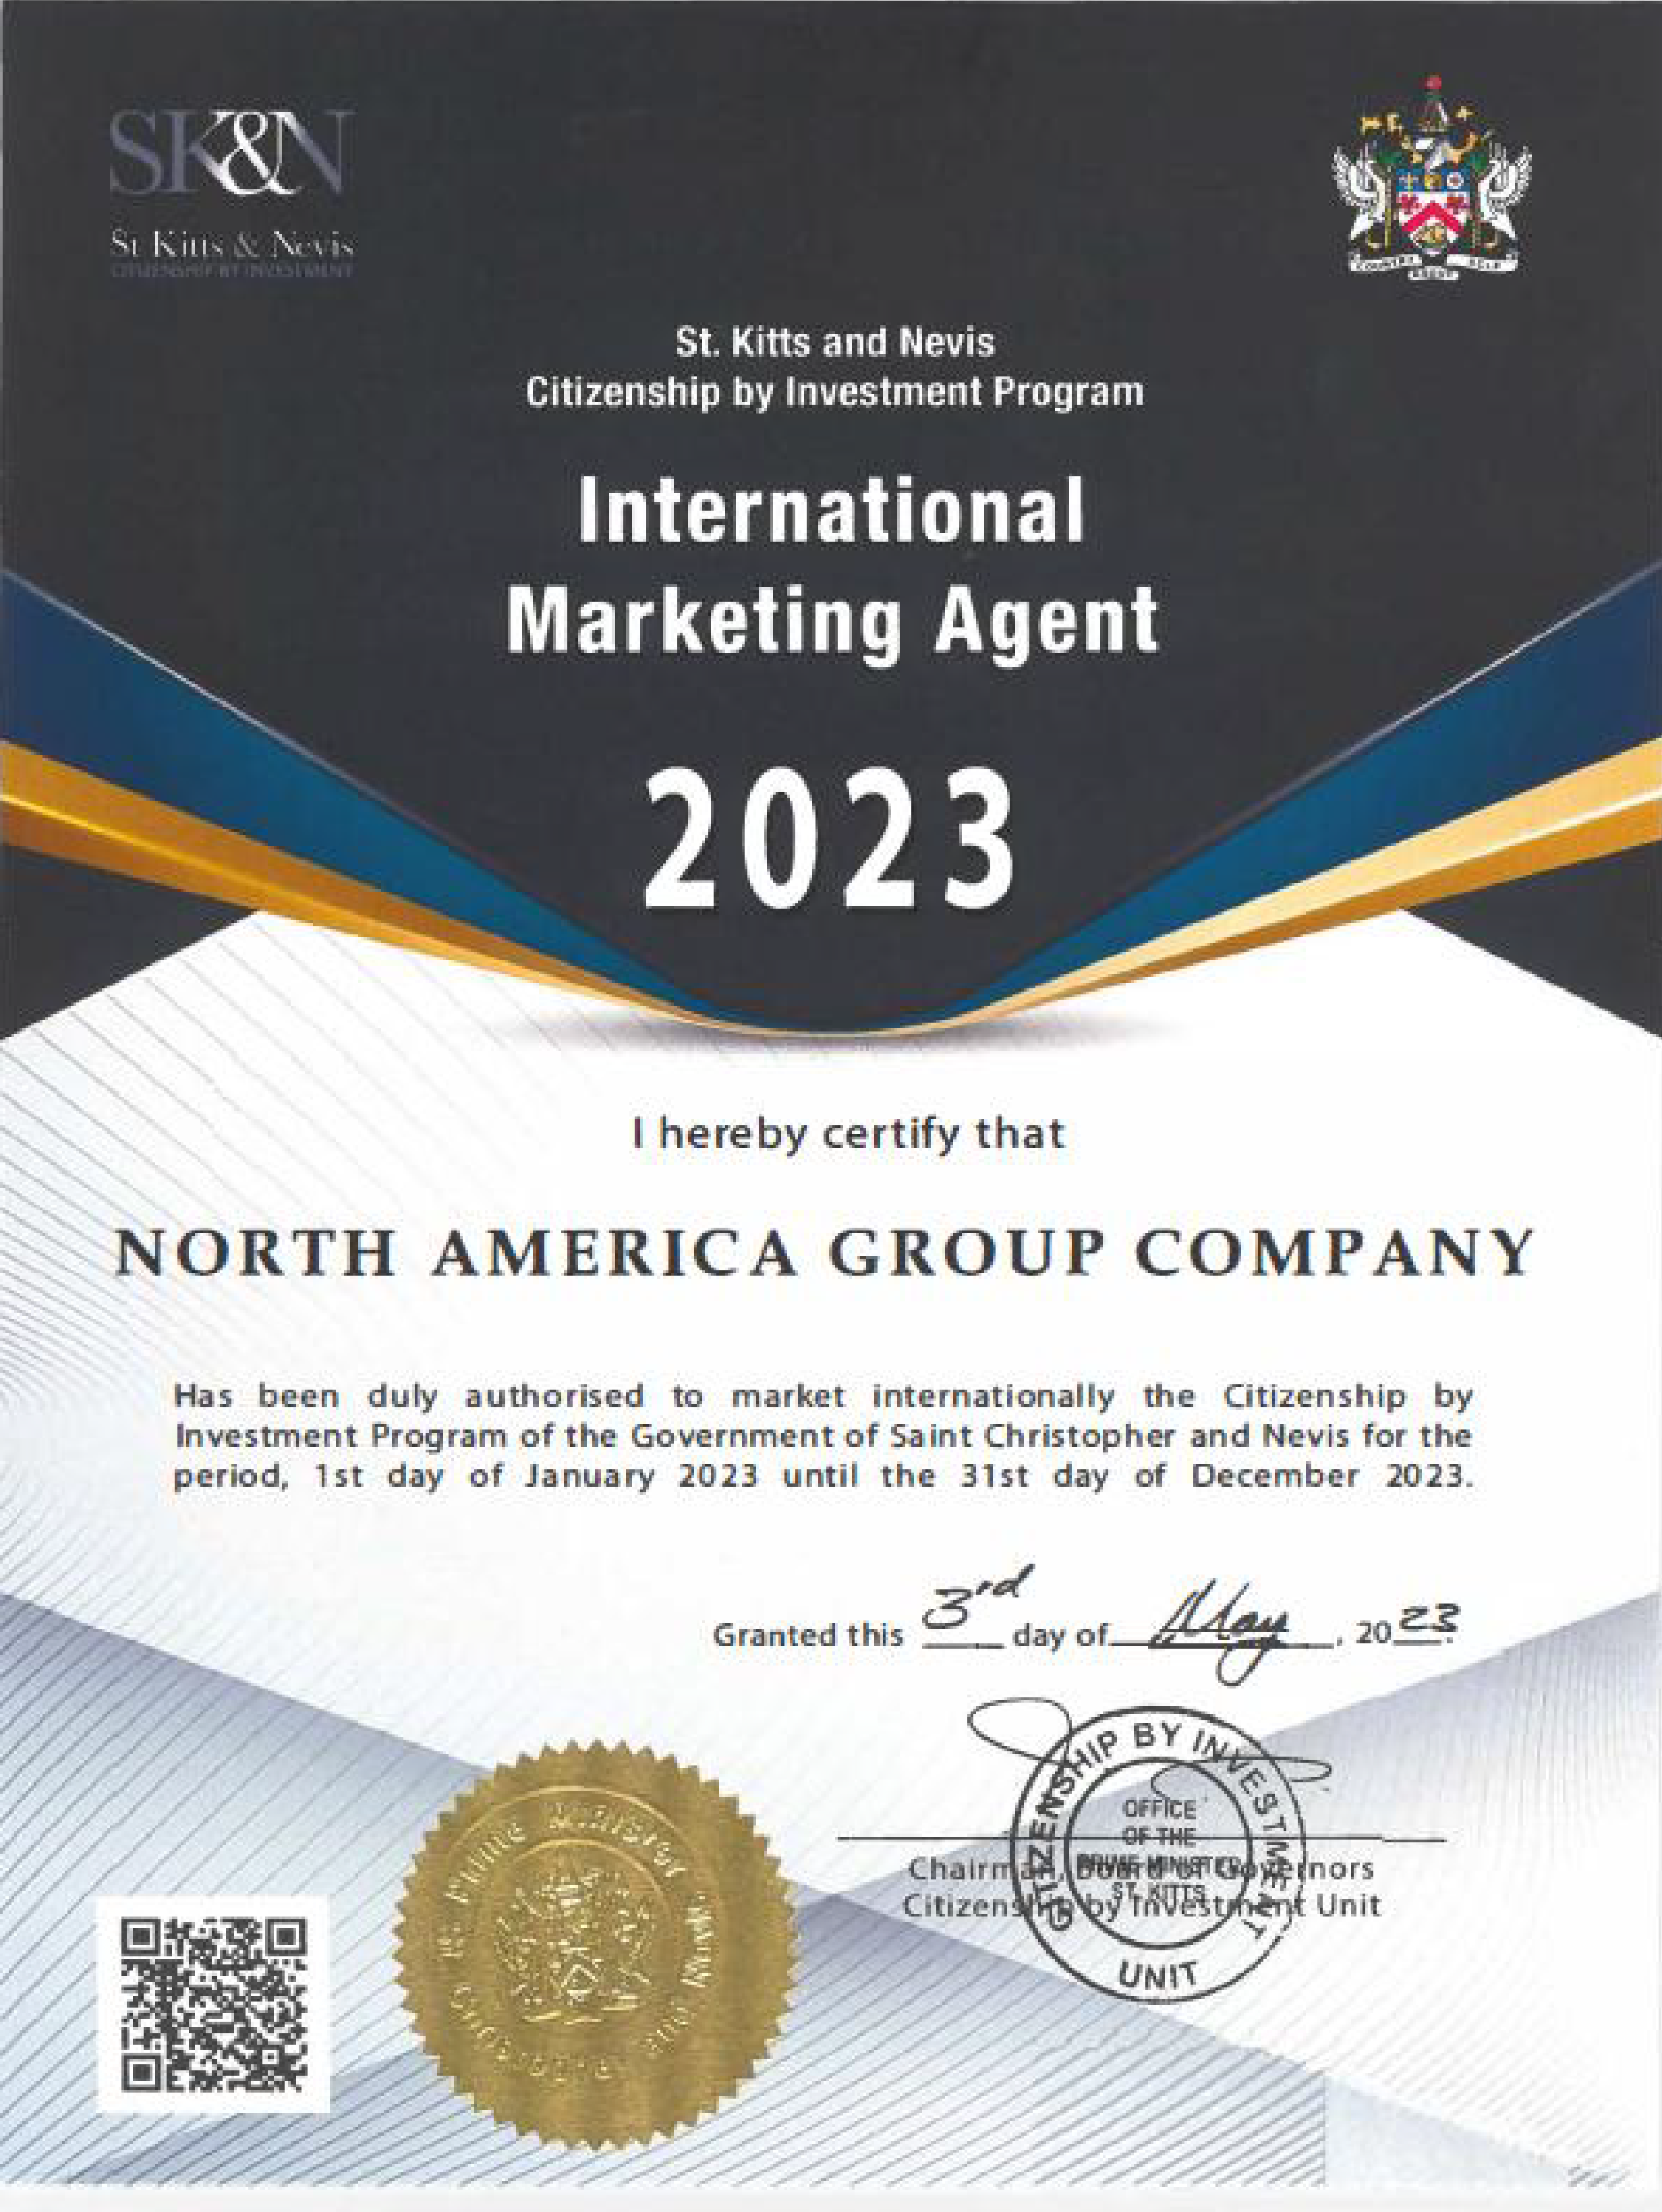 SK&N
St Kitts & Nevis
CITIZENSHIP BY INVESTMENT
COUNTRY ABOVE SELF
St. Kitts and Nevis
Citizenship by Investment Program
International
Marketing Agent
2023
I hereby certify that
NORTH AMERICA GROUP COMPANY
Has been duly authorised to market internationally the Citizenship by
Investment Program of the Government of Saint Christopher and Nevis for the
period, 1st day of January 2023 until the 31st day of December 2023.
Granted this 3rd day of May, 2023
Chairman, Board of Governors
Citizenship by Investment Unit
CITIZENSHIP BY INVESTMENT
UNIT
OFFICE
OF THE
PRIME MINISTER
ST. KITTS
Prime Minister